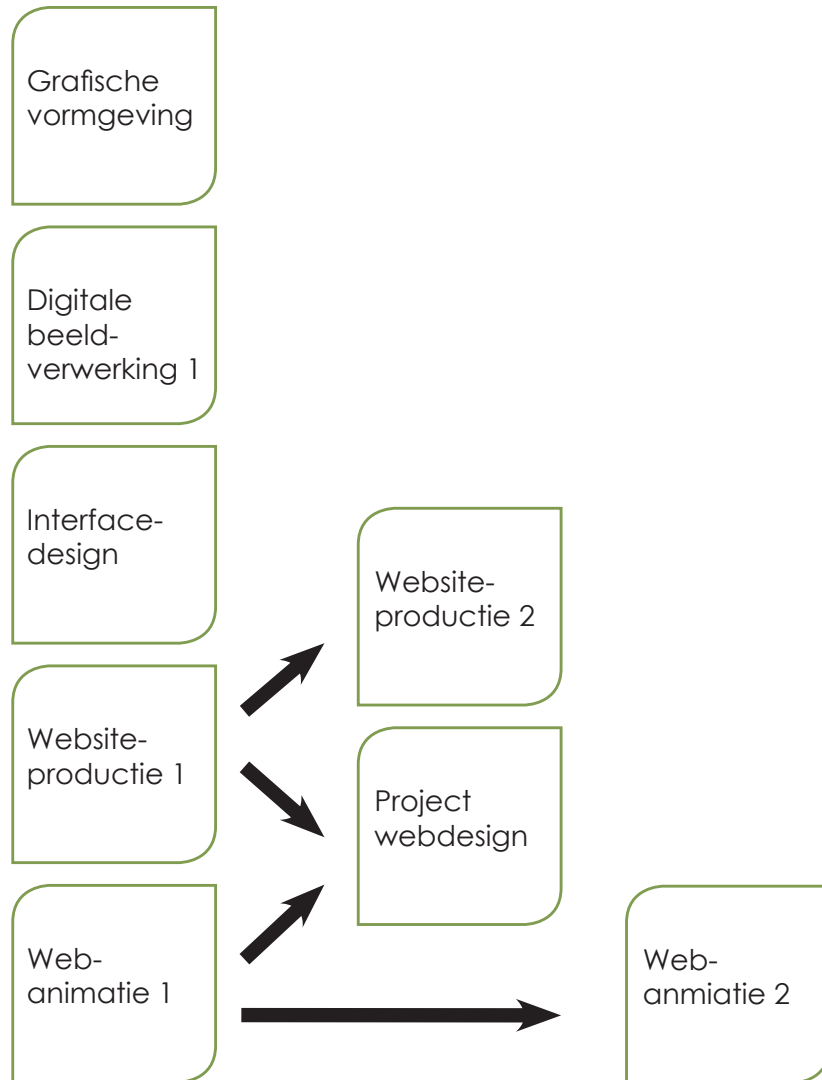 Grafische
vormgeving
Digitale
beeld-
verwerking 1
Interface-
design
Website-
productie 2
Website-
productie 1
Project
webdesign
Web-
animatie 1
Web-
anmiatie 2